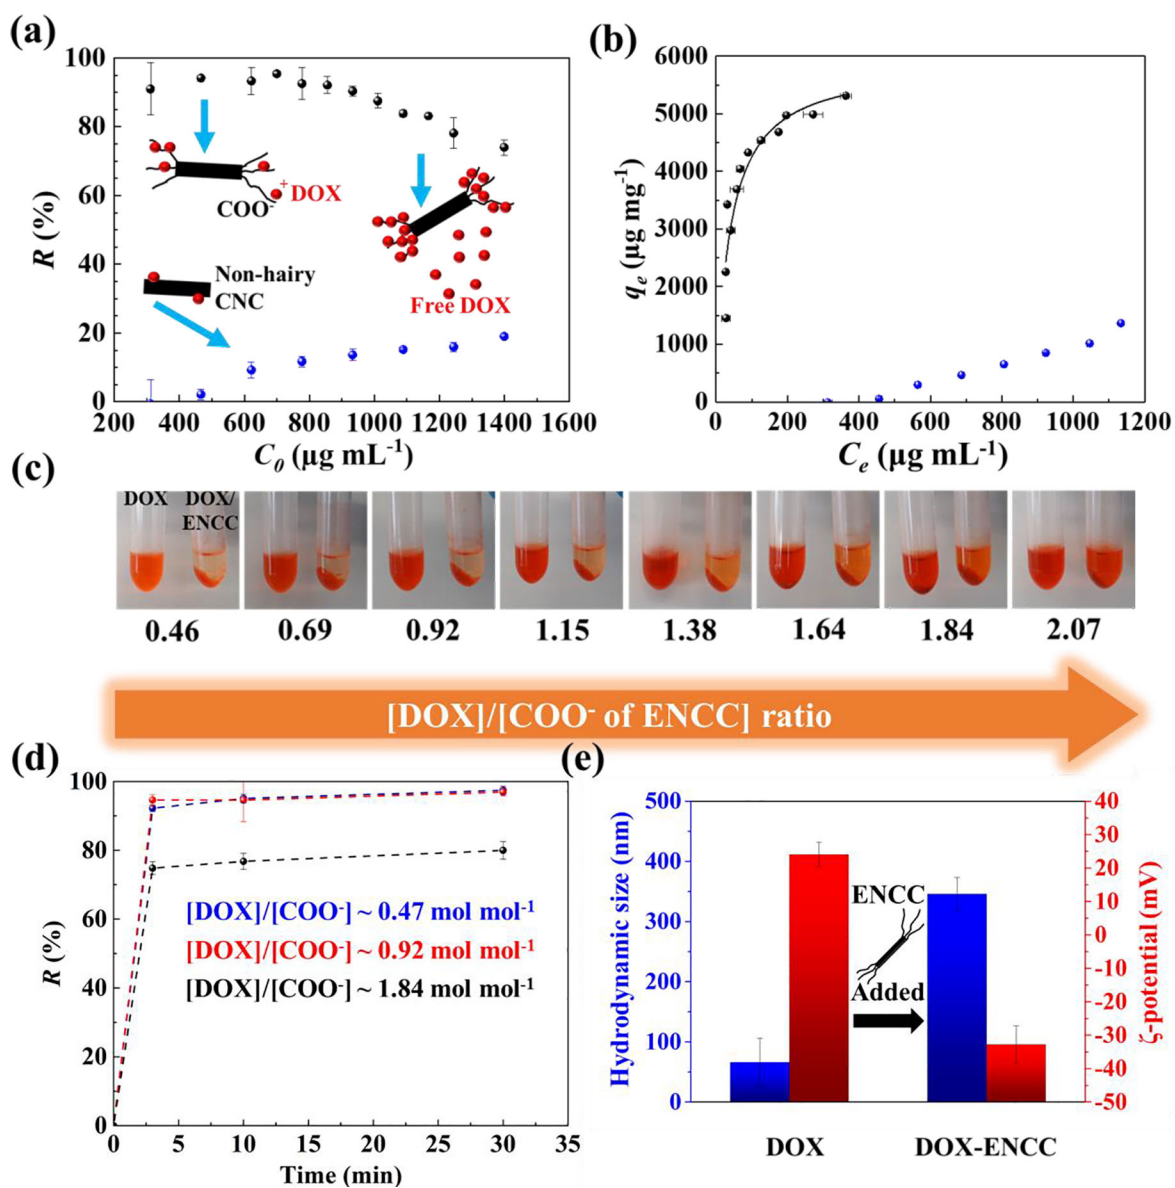 (a)
100
80
60
40
20
0
R (%)
COO-
+DOX
Non-hairy
CNC
Free DOX
200 400 600 800 1000 1200 1400 1600
C0 (µg mL-1)
(b)
6000
5000
4000
3000
2000
1000
0
qe (µg mg-1)
0 200 400 600 800 1000 1200
Ce (µg mL-1)
(c)
DOX DOX/
ENCC
0.46 0.69 0.92 1.15 1.38 1.64 1.84 2.07
[DOX]/[COO- of ENCC] ratio
(d)
100
80
60
40
20
0
R (%)
[DOX]/[COO-] ~ 0.47 mol mol-1
[DOX]/[COO-] ~ 0.92 mol mol-1
[DOX]/[COO-] ~ 1.84 mol mol-1
0 5 10 15 20 25 30 35
Time (min)
(e)
500
400
300
200
100
0
Hydrodynamic size (nm)
ENCC
Added
40
30
20
10
0
-10
-20
-30
-40
-50
ζ-potential (mV)
DOX DOX-ENCC